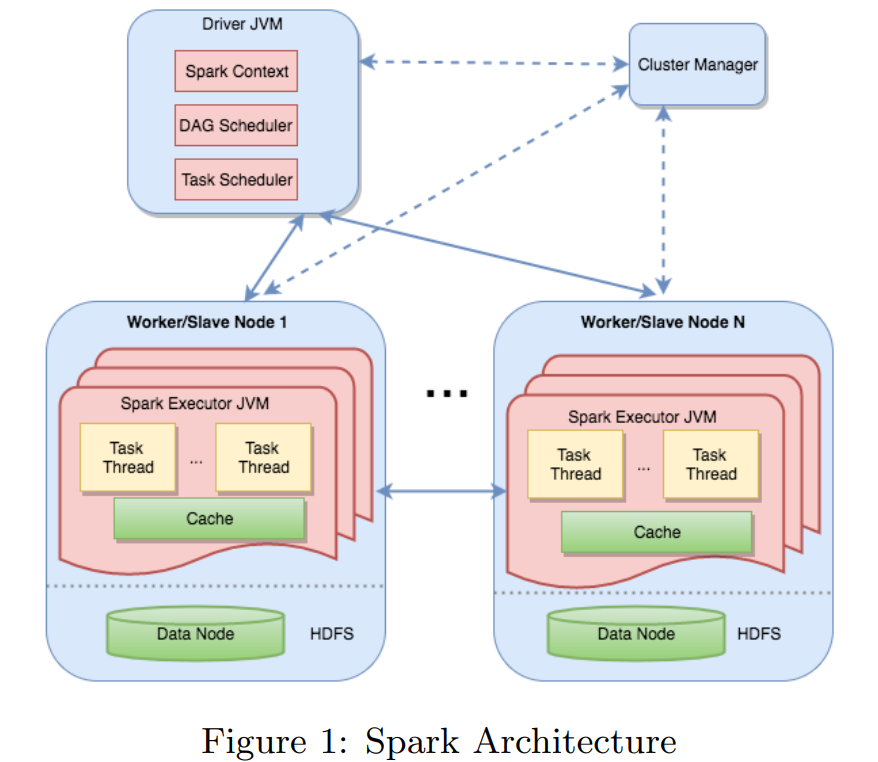 Driver JVM
Spark Context
DAG Scheduler
Task Scheduler
Cluster Manager
Worker/Slave Node 1
Spark Executor JVM
Task
Thread
...
Task
Thread
Cache
Data Node
HDFS
...
Worker/Slave Node N
Spark Executor JVM
Task
Thread
...
Task
Thread
Cache
Data Node
HDFS
Figure 1: Spark Architecture